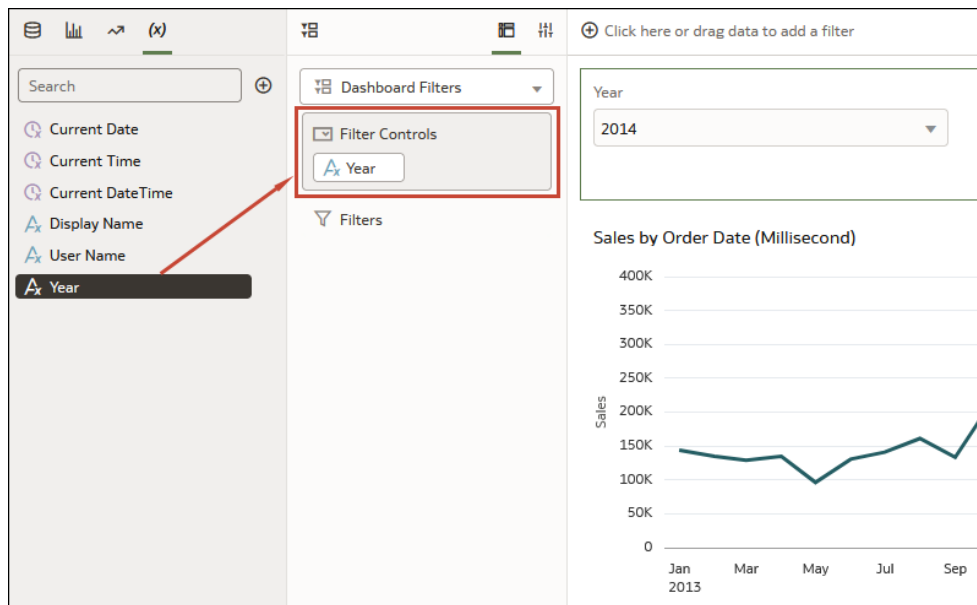 (x)
Search
Current Date
Current Time
Current DateTime
Display Name
User Name
Year
Dashboard Filters
Filter Controls
Year
Filters
Click here or drag data to add a filter
Year
2014
Sales by Order Date (Millisecond)
400K
350K
300K
250K
200K
150K
100K
50K
0
Sales
Jan Mar May Jul Sep
2013